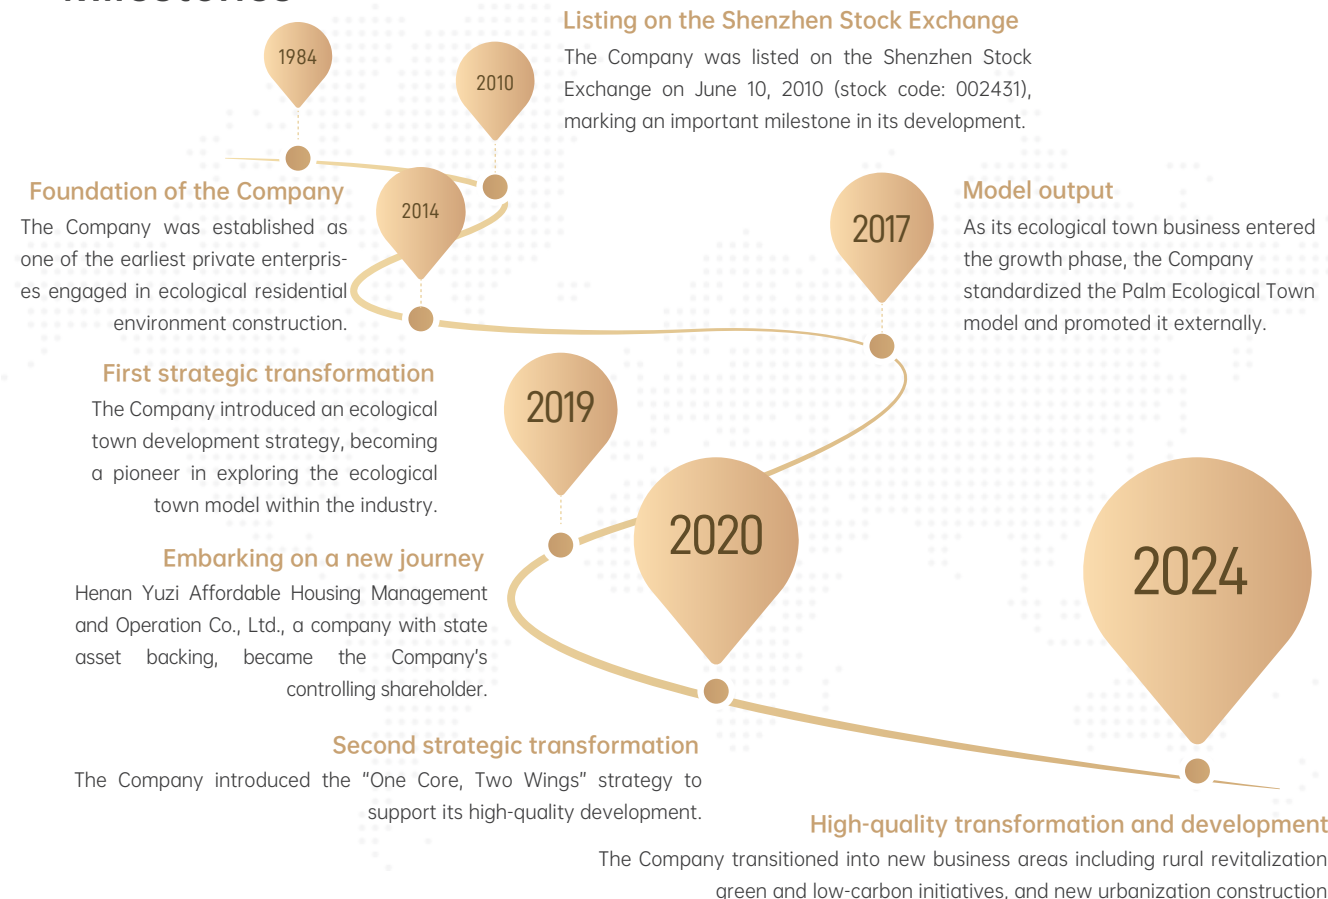 Milestones
1984
Foundation of the Company
The Company was established as
one of the earliest private enterpris-
es engaged in ecological residential
environment construction.
2010
Listing on the Shenzhen Stock Exchange
The Company was listed on the Shenzhen Stock
Exchange on June 10, 2010 (stock code: 002431),
marking an important milestone in its development.
2014
First strategic transformation
The Company introduced an ecological
town development strategy, becoming
a pioneer in exploring the ecological
town model within the industry.
2017
Model output
As its ecological town business entered
the growth phase, the Company
standardized the Palm Ecological Town
model and promoted it externally.
2019
Embarking on a new journey
Henan Yuzi Affordable Housing Management
and Operation Co., Ltd., a company with state
asset backing, became the Company's
controlling shareholder.
2020
Second strategic transformation
The Company introduced the "One Core, Two Wings" strategy to
support its high-quality development.
2024
High-quality transformation and development
The Company transitioned into new business areas including rural revitalization
green and low-carbon initiatives, and new urbanization construction